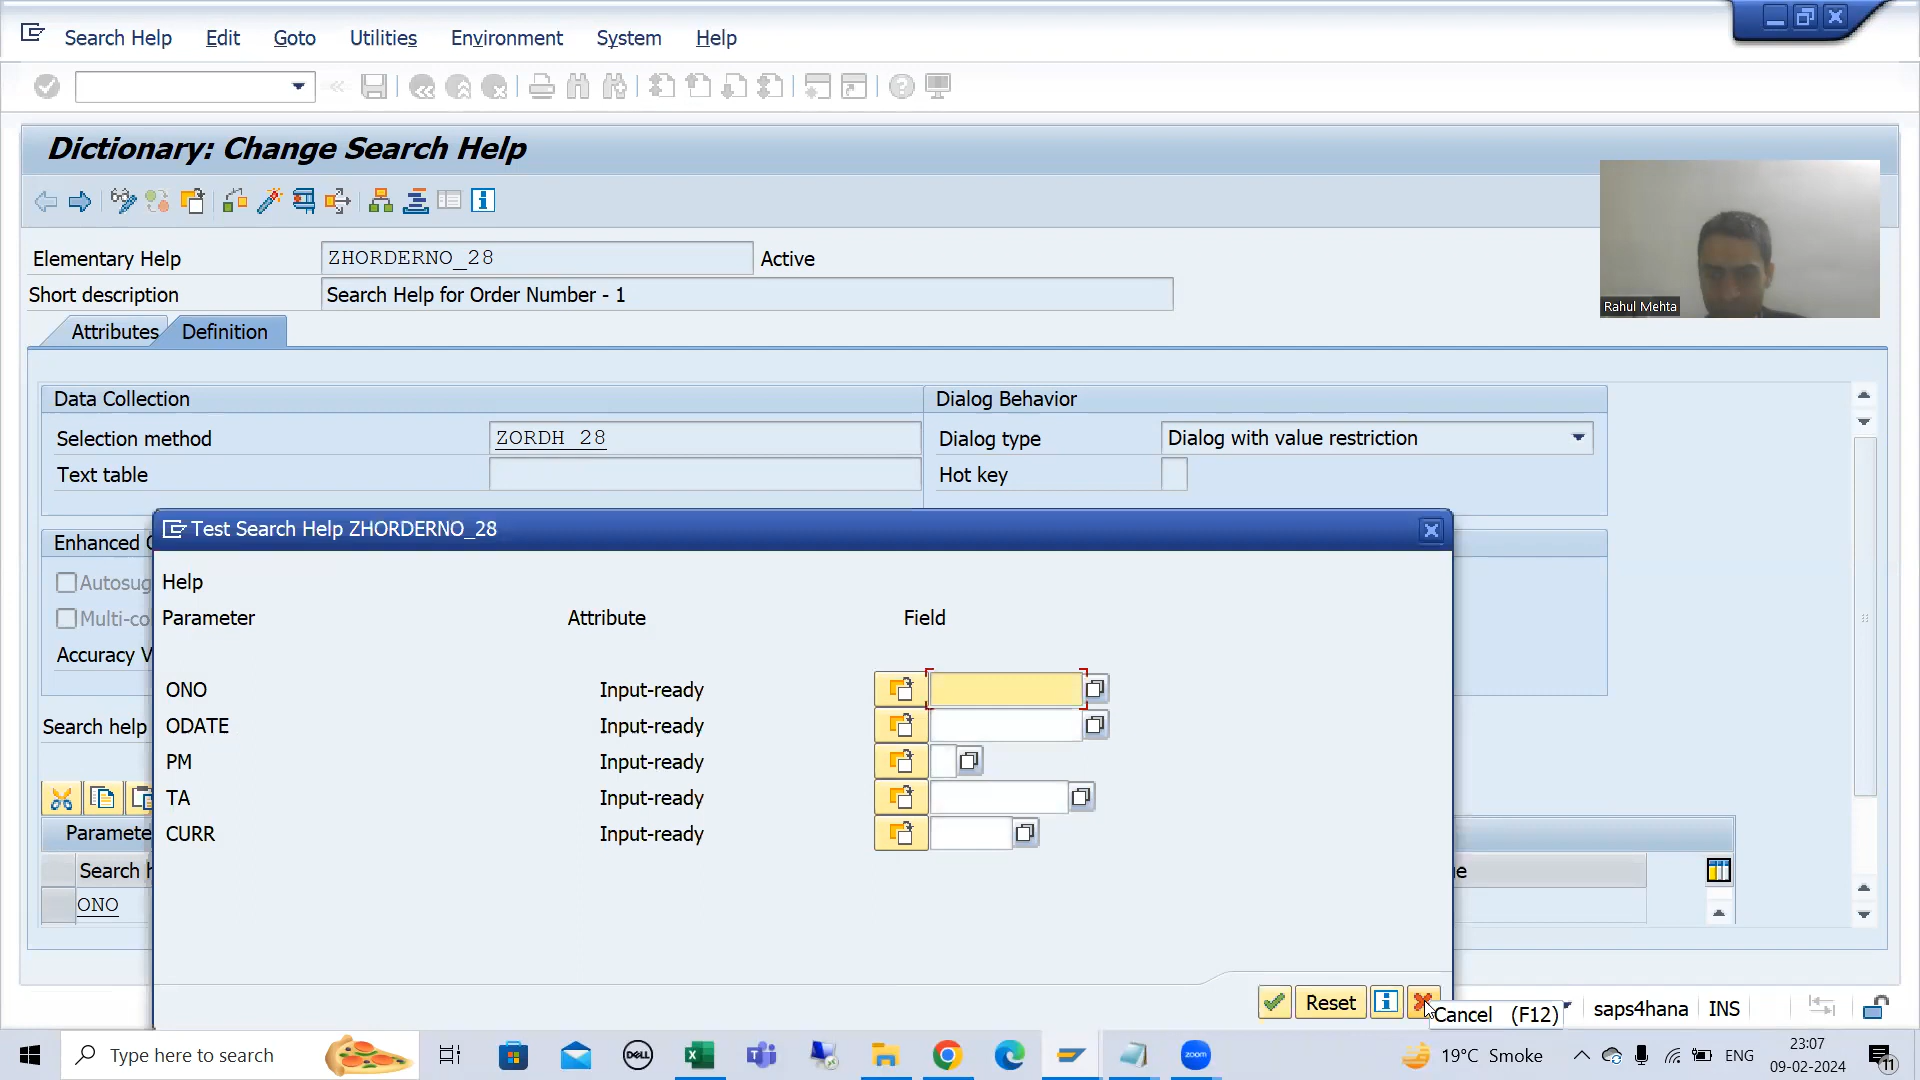 Search Help Edit Goto Utilities Environment System Help
Dictionary: Change Search Help
Elementary Help ZHORDERNO_28 Active
Short description Search Help for Order Number - 1
Rahul Mehta
Attributes Definition
Data Collection Dialog Behavior
Selection method ZORDH_28 Dialog type Dialog with value restriction
Text table Hot key
Test Search Help ZHORDERNO_28
Enhanced
Autosug
Multi-co
Accuracy V
Help
Parameter Attribute Field
ONO Input-ready
ODATE Input-ready
PM Input-ready
TA Input-ready
CURR Input-ready
Search help
Paramete
Search h
ONO
Reset
Cancel (F12)
saps4hana INS
Type here to search
DELL
zoom
19°C Smoke
ENG
23:07
09-02-2024
11